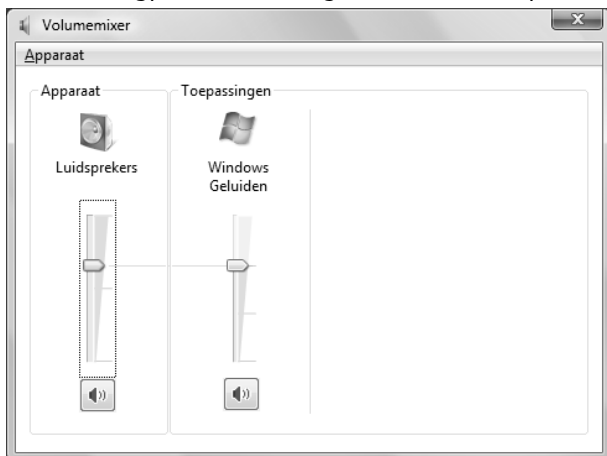 Volumemixer
Apparaat
Apparaat
Toepassingen
Luidsprekers
Windows
Geluiden